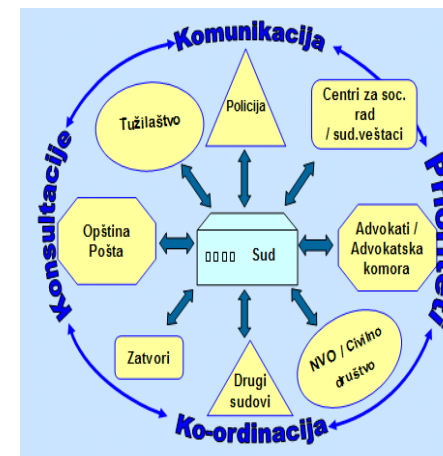 Komunikacija
Policija
Centri za soc.
rad
/ sud.veštaci
Tužilaštvo
Konsultacije
Prioriteti
Opština
Pošta
Sud
Advokati /
Advokatska
komora
Zatvori
Drugi
sudovi
NVO / Civilno
društvo
Ko-ordinacija